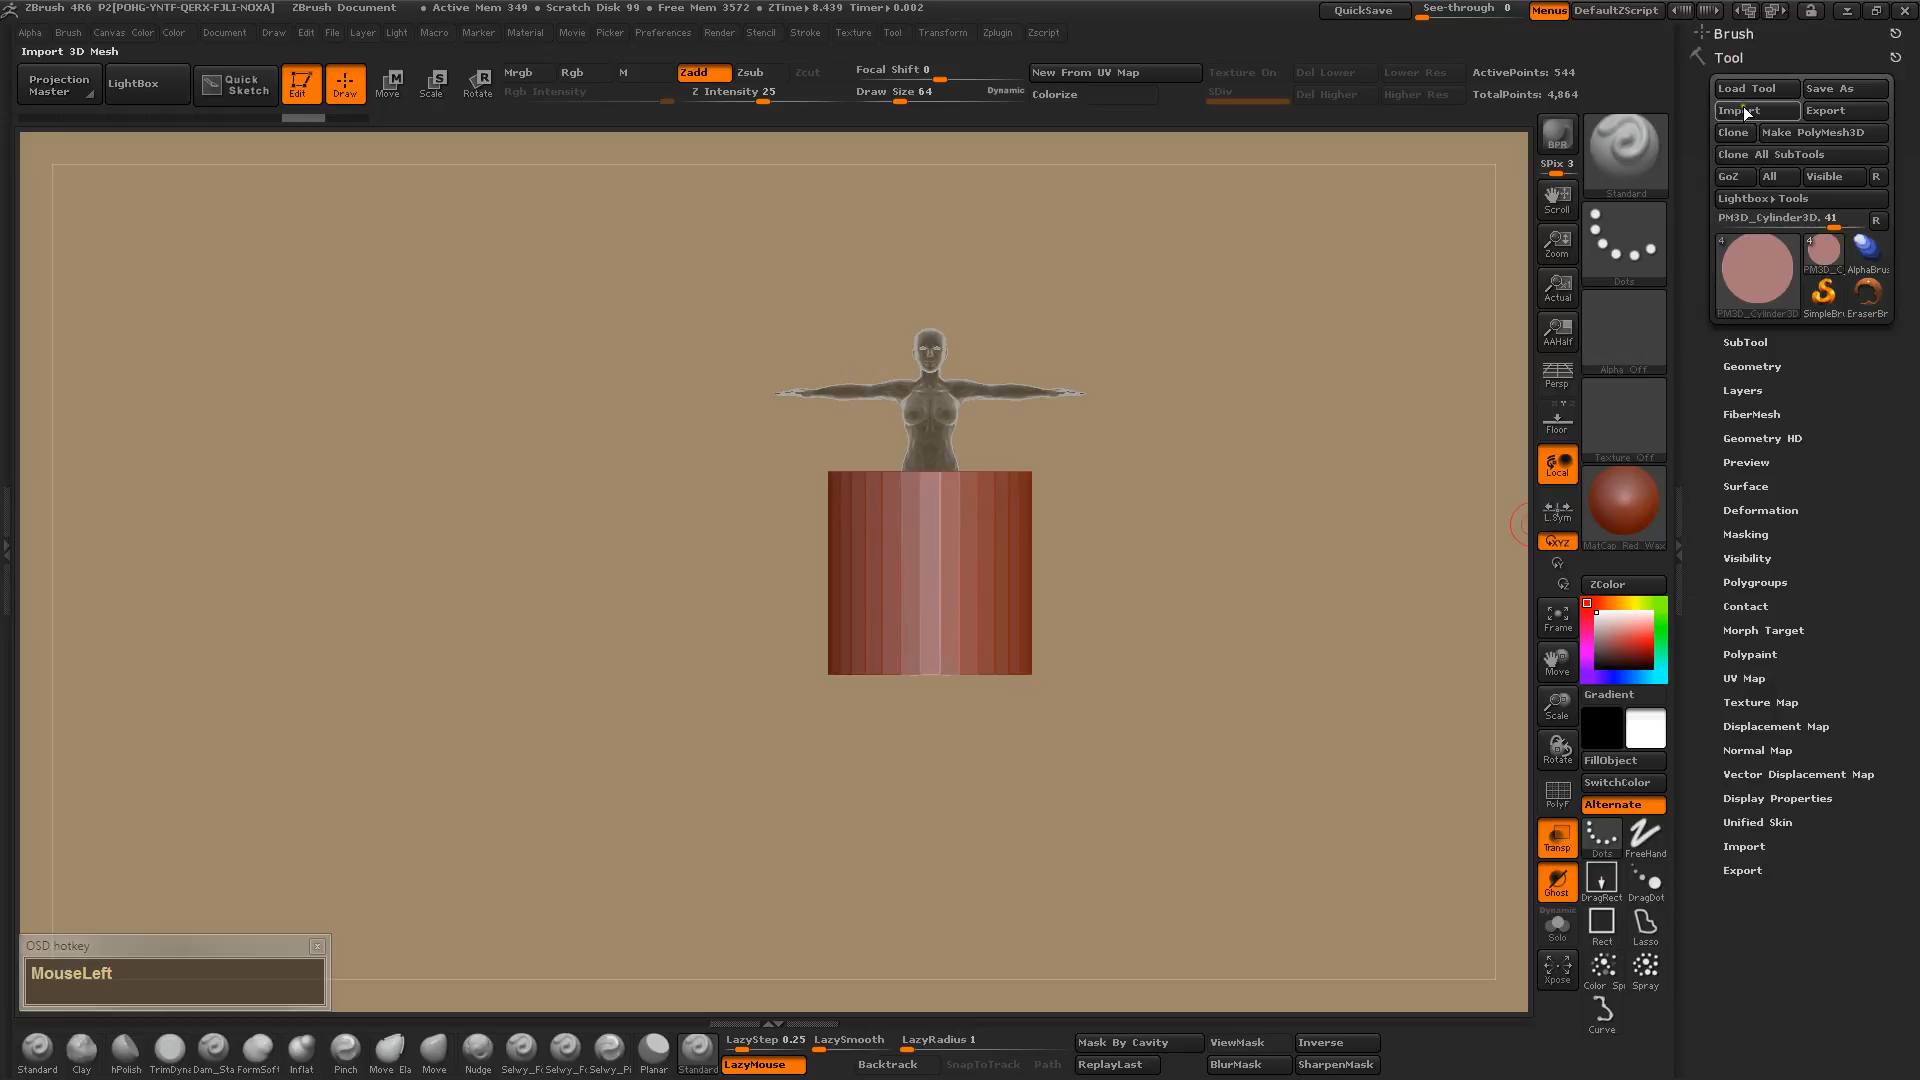 ZBrush 4R6 P2[POHG-YNTF-QERX-FJLI-NOXA] ZBrush Document • Active Mem 349 • Scratch Disk 99 • Free Mem 3572 • ZTime▸8.439 Timer▸0.002
QuickSave See-through 0 Menus DefaultZScript
Alpha Brush Canvas Color Color Document Draw Edit File Layer Light Macro Marker Material Movie Picker Preferences Render Stencil Stroke Texture Tool Transform Zplugin Zscript
Import 3D Mesh
Projection Master
LightBox
Quick Sketch
Edit Draw Move Scale Rotate
Mrgb Rgb M
Rgb Intensity
Zadd Zsub Zcut
Z Intensity 25
Focal Shift 0
Draw Size 64 Dynamic
New From UV Map
Colorize
Texture On Del Lower Lower Res
SDiv Del Higher Higher Res
ActivePoints: 544
TotalPoints: 4,864
BPR
SPix 3
Scroll
Zoom
Actual
AAHalf
Persp
Floor
Local
L.Sym
XYZ
Frame
Move
Scale
Rotate
PolyF
Transp
Ghost
Dynamic
Solo
Xpose
Standard
Dots
Alpha Off
Texture Off
MatCap Red Wax
ZColor
Gradient
FillObject
SwitchColor
Alternate
Dots FreeHand
DragRect DragDot
Rect Lasso
Color Spray
Curve
Brush
Tool
Load Tool Save As
Import Export
Clone Make PolyMesh3D
Clone All SubTools
GoZ All Visible R
Lightbox▸Tools
PM3D_Cylinder3D. 41 R
4 4
PM3D_C AlphaBrus
PM3D_Cylinder3D SimpleBr EraserBr
SubTool
Geometry
Layers
FiberMesh
Geometry HD
Preview
Surface
Deformation
Masking
Visibility
Polygroups
Contact
Morph Target
Polypaint
UV Map
Texture Map
Displacement Map
Normal Map
Vector Displacement Map
Display Properties
Unified Skin
Import
Export
OSD hotkey x
MouseLeft
Standard Clay hPolish TrimDyna Dam_Sta FormSoft Inflat Pinch Move Ela Move Nudge Selwy_Fo Selwy_Fo Selwy_Pi Planar Standard
LazyStep 0.25 LazySmooth LazyRadius 1
LazyMouse Backtrack SnapToTrack Path
Mask By Cavity ViewMask Inverse
ReplayLast BlurMask SharpenMask